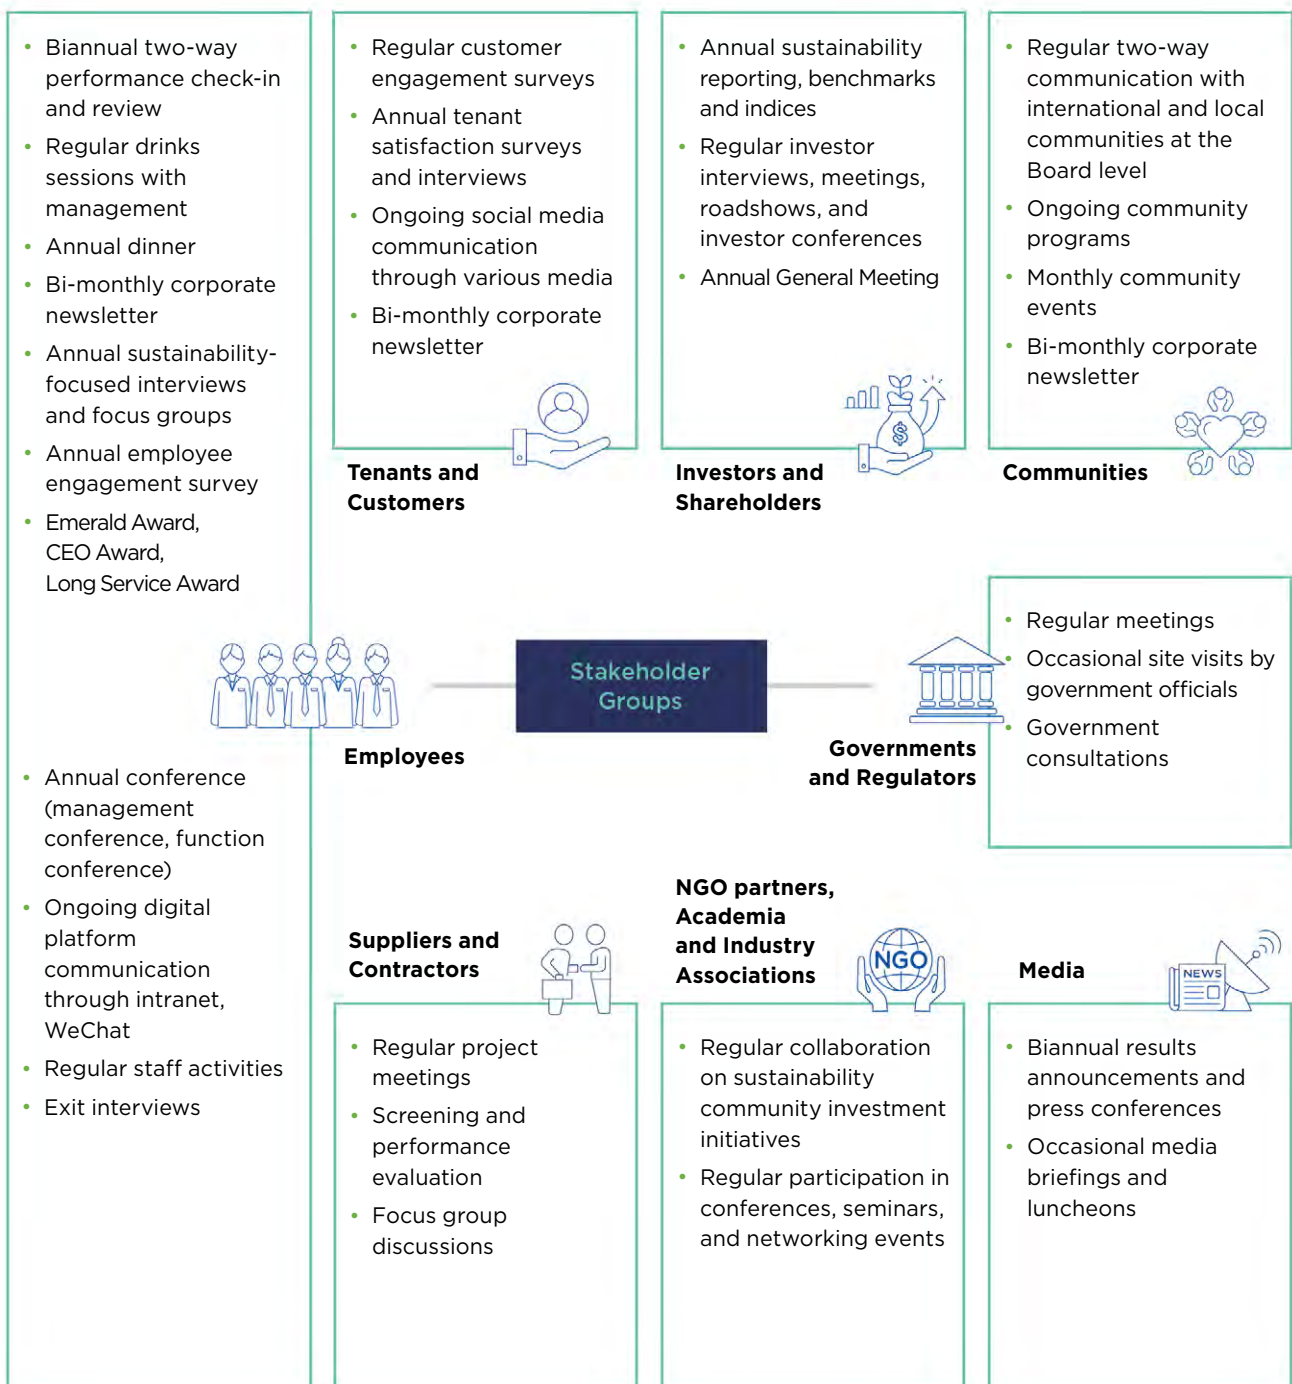 • Biannual two-way
performance check-in
and review
• Regular drinks
sessions with
management
• Annual dinner
• Bi-monthly corporate
newsletter
• Annual sustainability-
focused interviews
and focus groups
• Annual employee
engagement survey
• Emerald Award,
CEO Award,
Long Service Award
Employees
• Annual conference
(management
conference, function
conference)
• Ongoing digital
platform
communication
through intranet,
WeChat
• Regular staff activities
• Exit interviews
• Regular customer
engagement surveys
• Annual tenant
satisfaction surveys
and interviews
• Ongoing social media
communication
through various media
• Bi-monthly corporate
newsletter
Tenants and
Customers
• Annual sustainability
reporting, benchmarks
and indices
• Regular investor
interviews, meetings,
roadshows, and
investor conferences
• Annual General Meeting
$
Investors and
Shareholders
• Regular two-way
communication with
international and local
communities at the
Board level
• Ongoing community
programs
• Monthly community
events
• Bi-monthly corporate
newsletter
Communities
Stakeholder
Groups
Governments
and Regulators
• Regular meetings
• Occasional site visits by
government officials
• Government
consultations
Suppliers and
Contractors
• Regular project
meetings
• Screening and
performance
evaluation
• Focus group
discussions
NGO partners,
Academia
and Industry
Associations
NGO
• Regular collaboration
on sustainability
community investment
initiatives
• Regular participation in
conferences, seminars,
and networking events
Media
NEWS
• Biannual results
announcements and
press conferences
• Occasional media
briefings and
luncheons